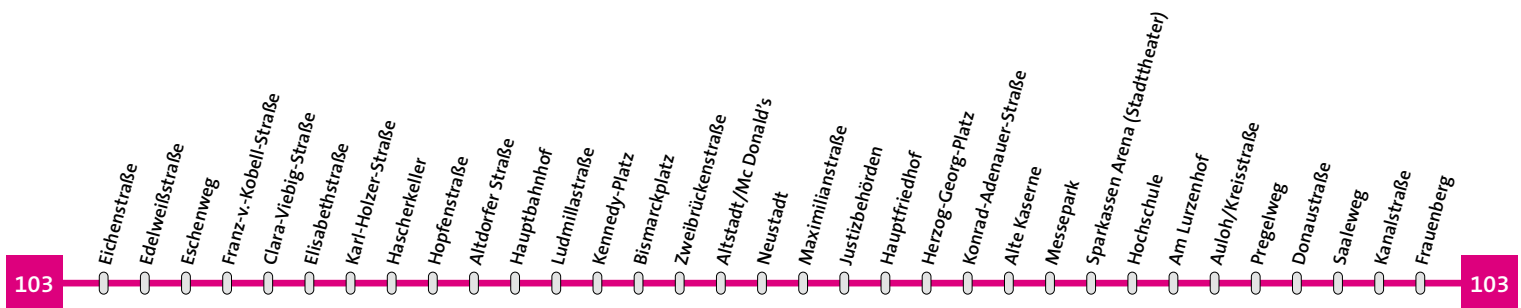 103
Eichenstraße
Edelweißstraße
Eschenweg
Franz-v.-Kobell-Straße
Clara-Viebig-Straße
Elisabethstraße
Karl-Holzer-Straße
Hascherkeller
Hopfenstraße
Altdorfer Straße
Hauptbahnhof
Ludmillastraße
Kennedy-Platz
Bismarckplatz
Zweibrückenstraße
Altstadt/Mc Donald's
Neustadt
Maximilianstraße
Justizbehörden
Hauptfriedhof
Herzog-Georg-Platz
Konrad-Adenauer-Straße
Alte Kaserne
Messepark
Sparkassen Arena (Stadttheater)
Hochschule
Am Lurzenhof
Auloh/Kreisstraße
Pregelweg
Donaustraße
Saaleweg
Kanalstraße
Frauenberg
103